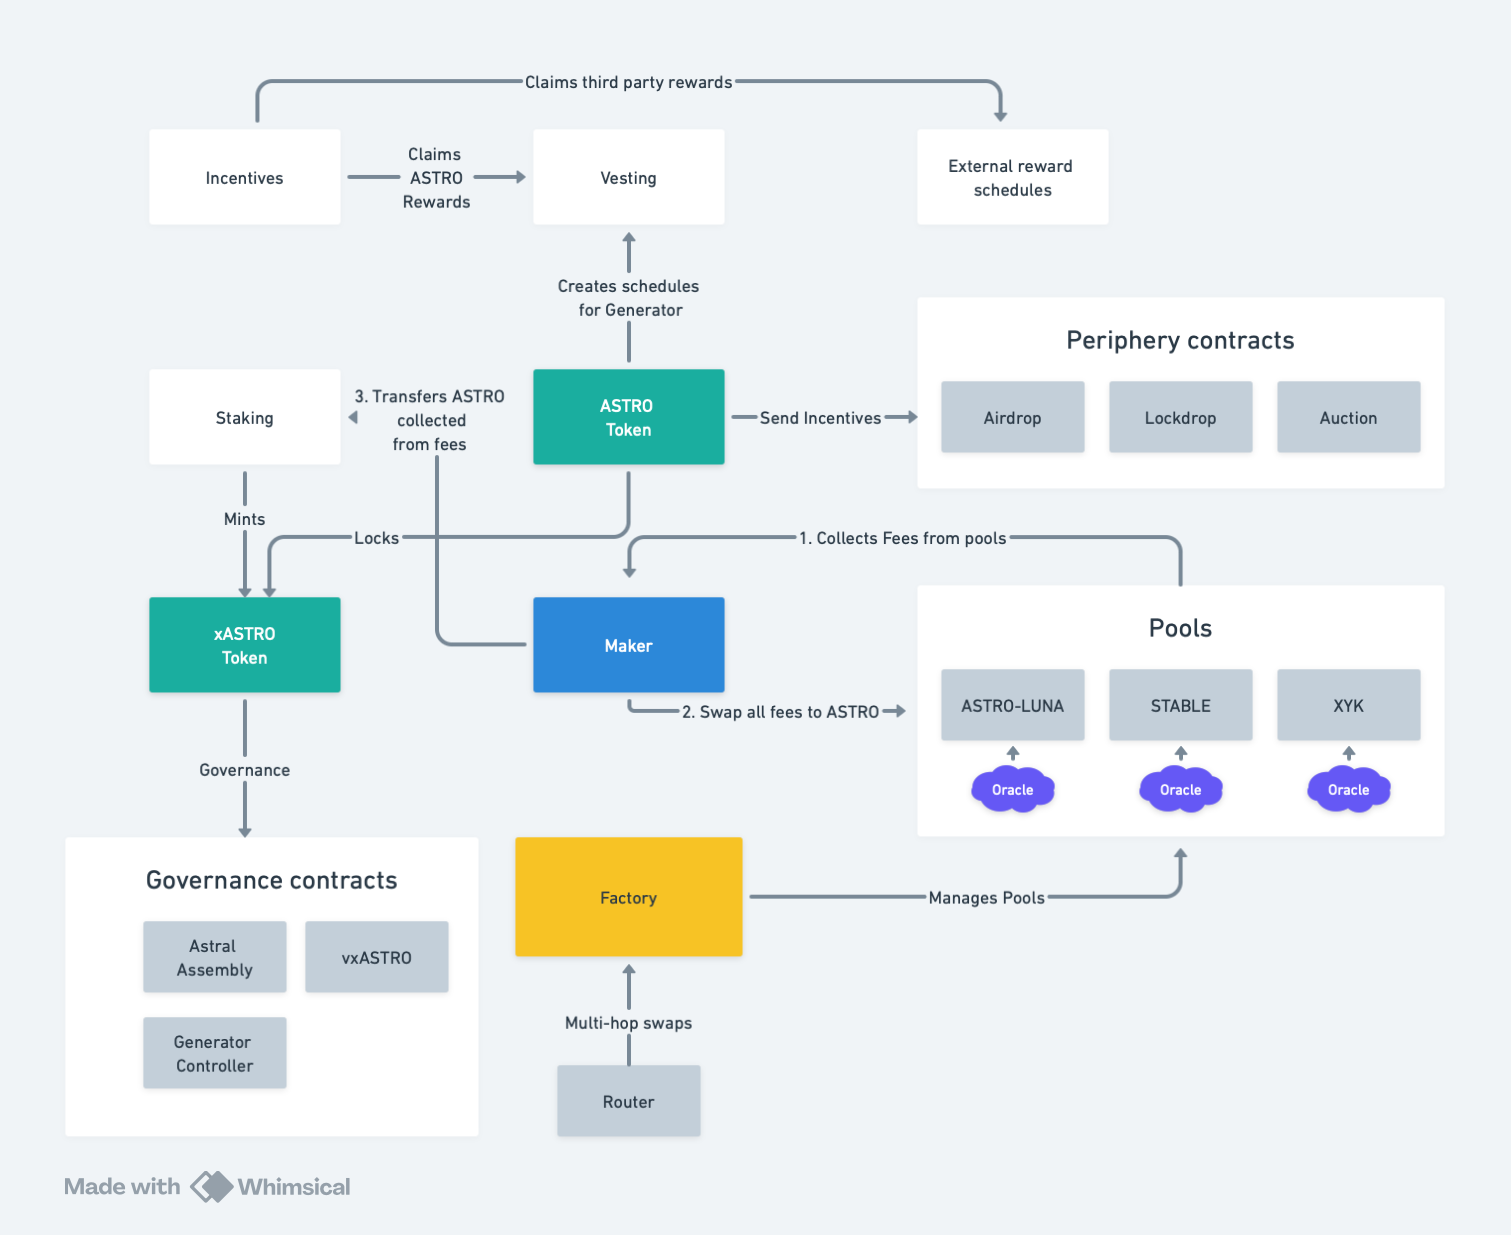 Claims third party rewards
Incentives
Claims
ASTRO
Rewards
Vesting
External reward
schedules
Creates schedules
for Generator
Periphery contracts
Airdrop
Lockdrop
Auction
Staking
3. Transfers ASTRO
collected
from fees
ASTRO
Token
Send Incentives
Mints
Locks
1. Collects Fees from pools
xASTRO
Token
Maker
2. Swap all fees to ASTRO
Pools
ASTRO-LUNA
STABLE
XYK
Oracle
Oracle
Oracle
Governance
Governance contracts
Astral
Assembly
vxASTRO
Generator
Controller
Factory
Manages Pools
Multi-hop swaps
Router
Made with Whimsical